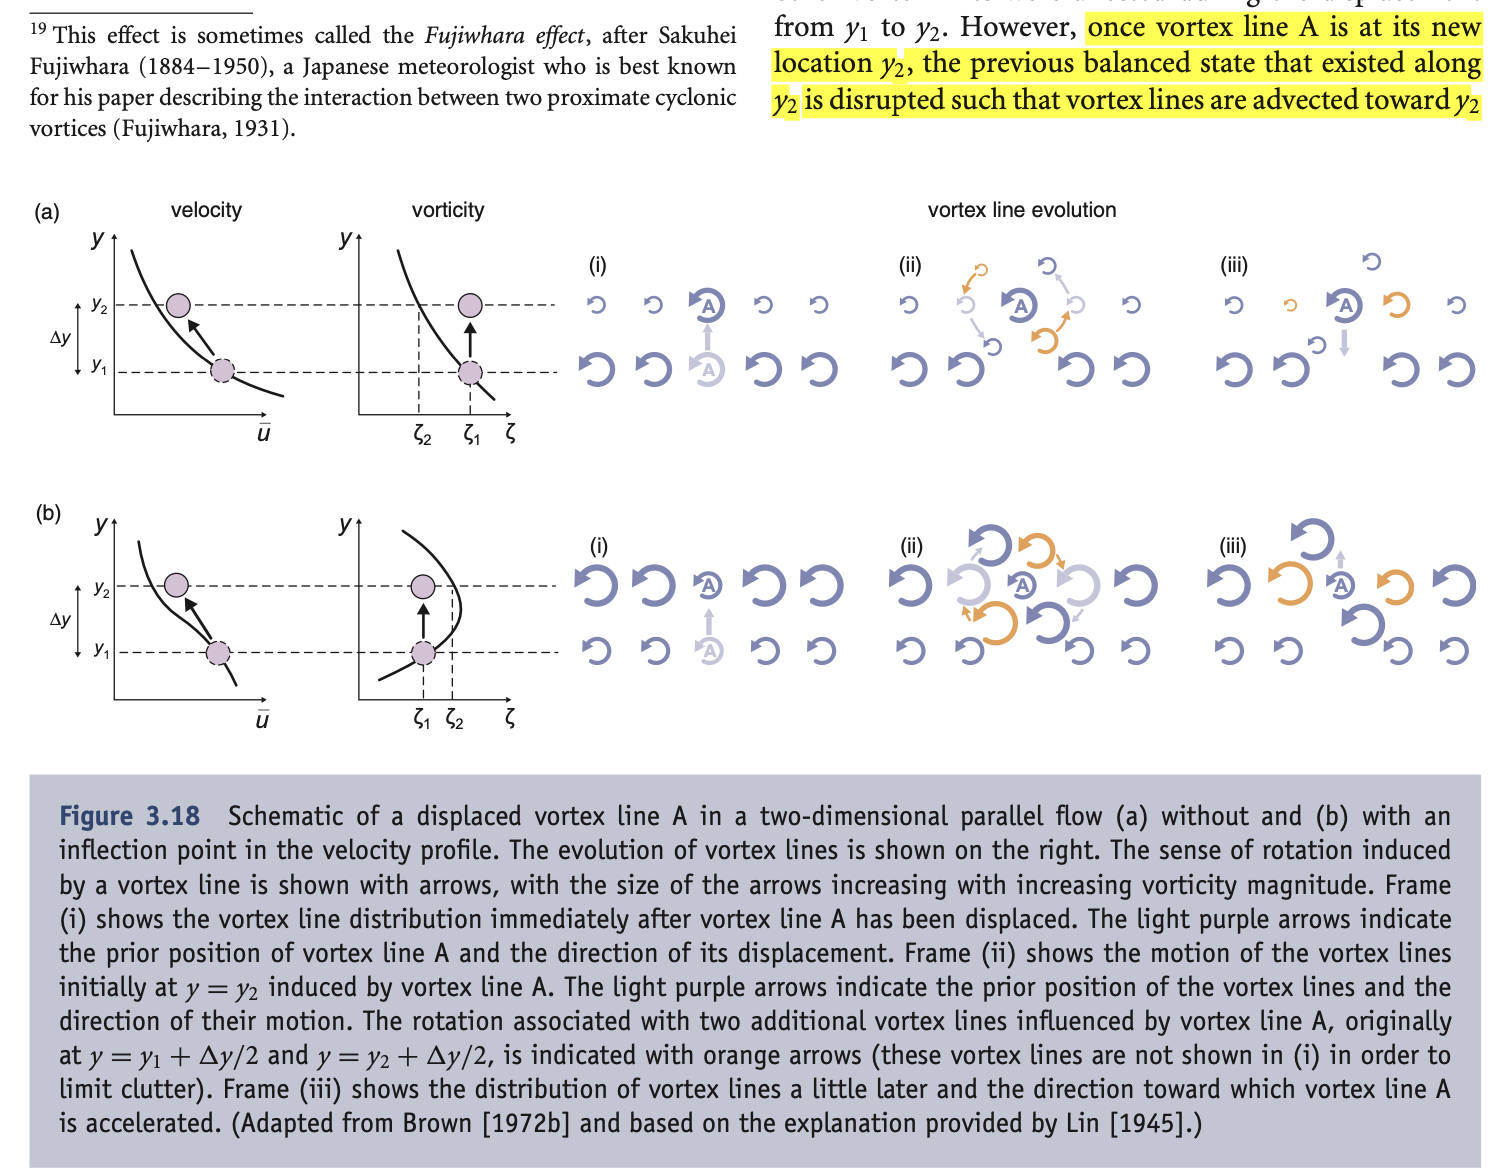 19 This effect is sometimes called the Fujiwhara effect, after Sakuhei
Fujiwhara (1884–1950), a Japanese meteorologist who is best known
for his paper describing the interaction between two proximate cyclonic
vortices (Fujiwhara, 1931).
from y1 to y2. However, once vortex line A is at its new
location y2, the previous balanced state that existed along
y2 is disrupted such that vortex lines are advected toward y2
(a)
velocity
vorticity
vortex line evolution
y
y2
Δy
y1
u̅
y
ζ2 ζ1 ζ
(i)
A
A
(ii)
A
(iii)
A
(b)
y
y2
Δy
y1
u̅
y
ζ1 ζ2 ζ
(i)
A
A
(ii)
A
(iii)
A
Figure 3.18 Schematic of a displaced vortex line A in a two-dimensional parallel flow (a) without and (b) with an
inflection point in the velocity profile. The evolution of vortex lines is shown on the right. The sense of rotation induced
by a vortex line is shown with arrows, with the size of the arrows increasing with increasing vorticity magnitude. Frame
(i) shows the vortex line distribution immediately after vortex line A has been displaced. The light purple arrows indicate
the prior position of vortex line A and the direction of its displacement. Frame (ii) shows the motion of the vortex lines
initially at y = y2 induced by vortex line A. The light purple arrows indicate the prior position of the vortex lines and the
direction of their motion. The rotation associated with two additional vortex lines influenced by vortex line A, originally
at y = y1 + Δy/2 and y = y2 + Δy/2, is indicated with orange arrows (these vortex lines are not shown in (i) in order to
limit clutter). Frame (iii) shows the distribution of vortex lines a little later and the direction toward which vortex line A
is accelerated. (Adapted from Brown [1972b] and based on the explanation provided by Lin [1945].)